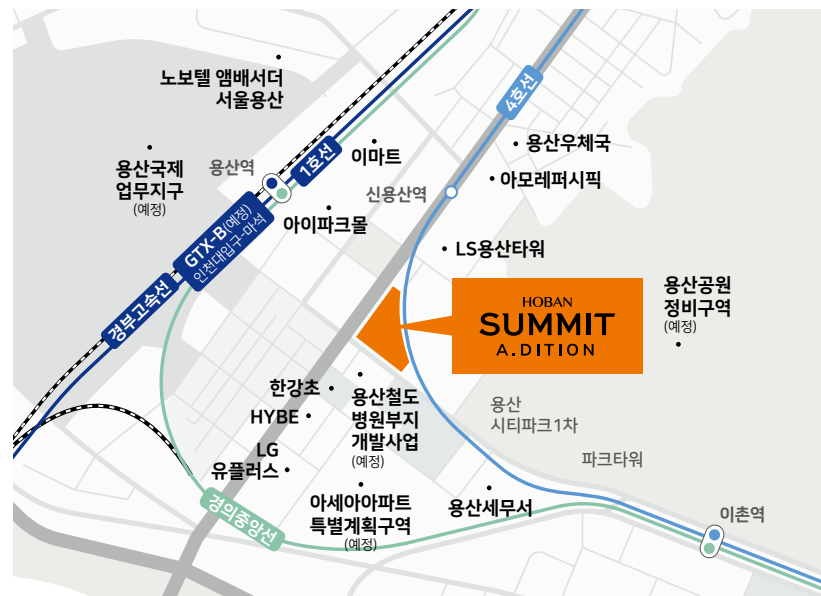 노보텔 앰배서더
서울용산
4호선
용산국제
업무지구
(예정)
용산역
1호선
이마트
용산우체국
신용산역
아모레퍼시픽
아이파크몰
GTX-B(예정)
인천대입구-마석
LS용산타워
경부고속선
HOBAN
SUMMIT
A.DITION
용산공원
정비구역
(예정)
한강초
HYBE
LG
유플러스
용산철도
병원부지
개발사업
(예정)
용산
시티파크1차
파크타워
경의중앙선
아세아아파트
특별계획구역
(예정)
용산세무서
이촌역